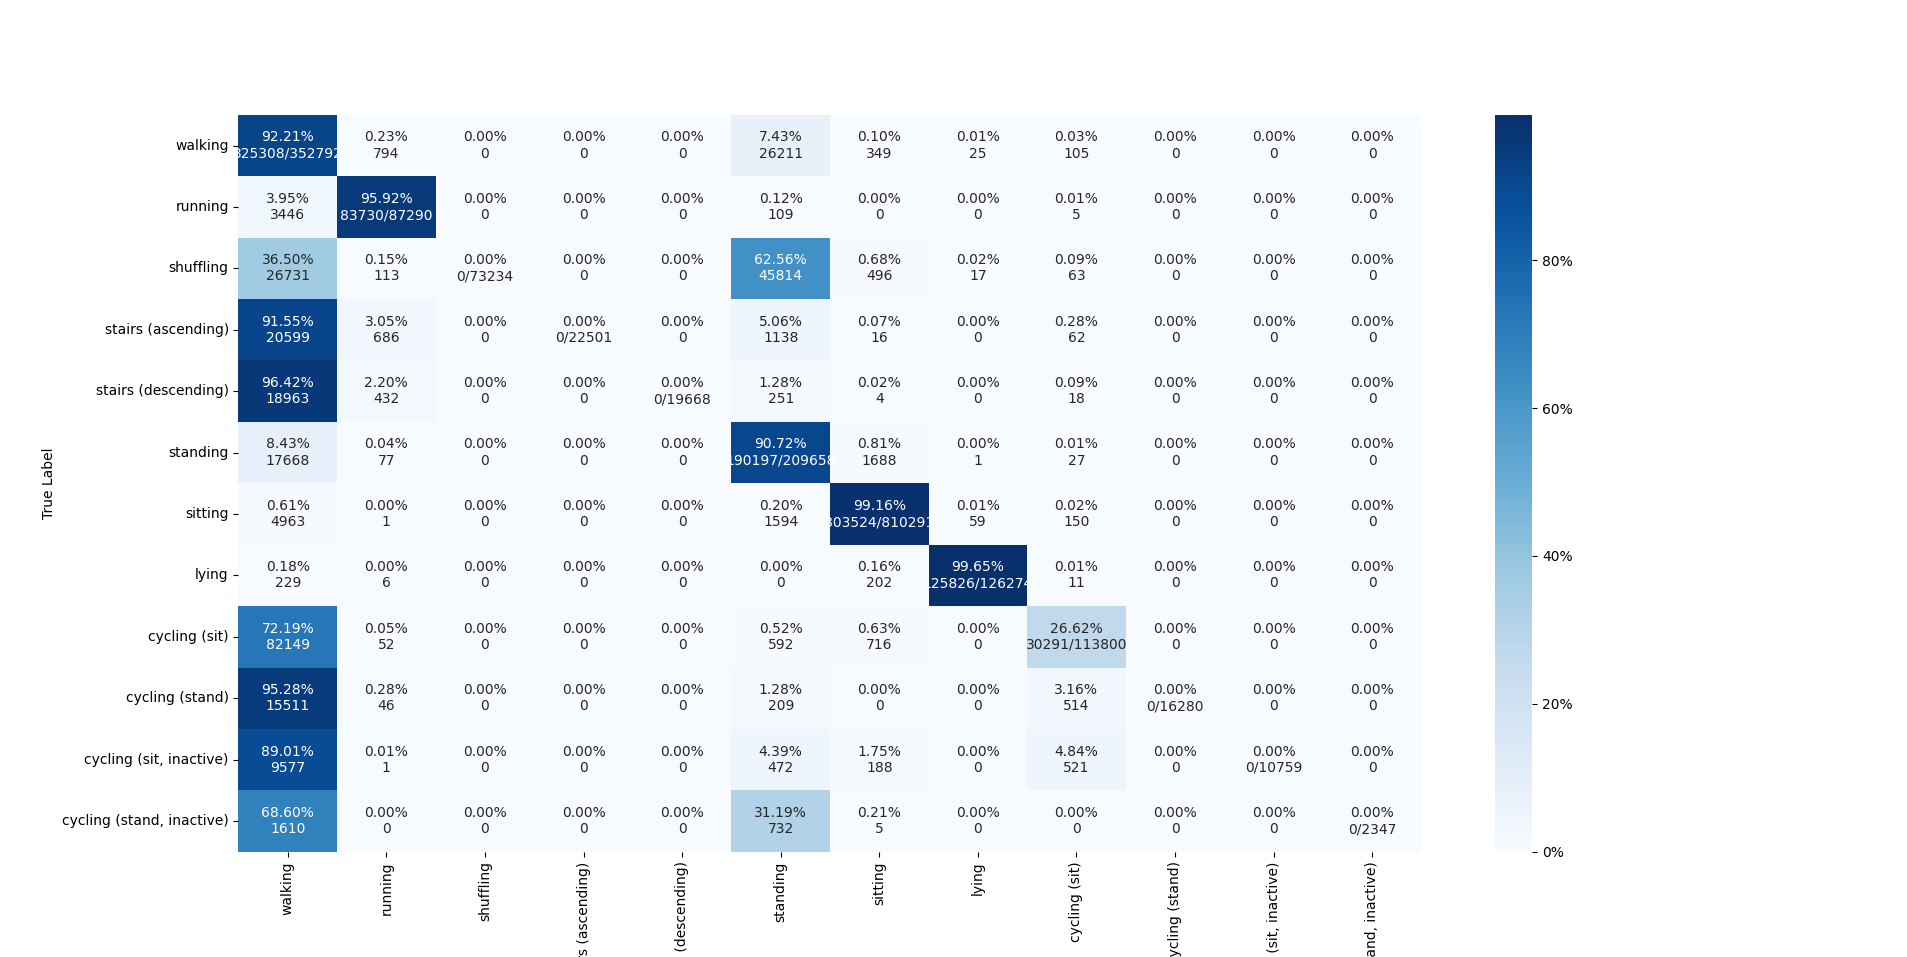 walking 92.21% 0.23% 0.00% 0.00% 0.00% 7.43% 0.10% 0.01% 0.03% 0.00% 0.00% 0.00%
325308/352792 794 0 0 0 26211 349 25 105 0 0 0
running 3.95% 95.92% 0.00% 0.00% 0.00% 0.12% 0.00% 0.00% 0.01% 0.00% 0.00% 0.00%
3446 83730/87290 0 0 0 109 0 0 5 0 0 0
shuffling 36.50% 0.15% 0.00% 0.00% 0.00% 62.56% 0.68% 0.02% 0.09% 0.00% 0.00% 0.00%
26731 113 0/73234 0 0 45814 496 17 63 0 0 0
80%
stairs (ascending) 91.55% 3.05% 0.00% 0.00% 0.00% 5.06% 0.07% 0.00% 0.28% 0.00% 0.00% 0.00%
20599 686 0 0/22501 0 1138 16 0 62 0 0 0
stairs (descending) 96.42% 2.20% 0.00% 0.00% 0.00% 1.28% 0.02% 0.00% 0.09% 0.00% 0.00% 0.00%
18963 432 0 0 0/19668 251 4 0 18 0 0 0
60%
standing 8.43% 0.04% 0.00% 0.00% 0.00% 90.72% 0.81% 0.00% 0.01% 0.00% 0.00% 0.00%
17668 77 0 0 0 190197/209658 1688 1 27 0 0 0
True Label
sitting 0.61% 0.00% 0.00% 0.00% 0.00% 0.20% 99.16% 0.01% 0.02% 0.00% 0.00% 0.00%
4963 1 0 0 0 1594 803524/810291 59 150 0 0 0
40%
lying 0.18% 0.00% 0.00% 0.00% 0.00% 0.00% 0.16% 99.65% 0.01% 0.00% 0.00% 0.00%
229 6 0 0 0 0 202 125826/126274 11 0 0 0
cycling (sit) 72.19% 0.05% 0.00% 0.00% 0.00% 0.52% 0.63% 0.00% 26.62% 0.00% 0.00% 0.00%
82149 52 0 0 0 592 716 0 30291/113800 0 0 0
cycling (stand) 95.28% 0.28% 0.00% 0.00% 0.00% 1.28% 0.00% 0.00% 3.16% 0.00% 0.00% 0.00%
15511 46 0 0 0 209 0 0 514 0/16280 0 0
20%
cycling (sit, inactive) 89.01% 0.01% 0.00% 0.00% 0.00% 4.39% 1.75% 0.00% 4.84% 0.00% 0.00% 0.00%
9577 1 0 0 0 472 188 0 521 0 0/10759 0
cycling (stand, inactive) 68.60% 0.00% 0.00% 0.00% 0.00% 31.19% 0.21% 0.00% 0.00% 0.00% 0.00% 0.00%
1610 0 0 0 0 732 5 0 0 0 0 0/2347
0%
walking
running
shuffling
rs (ascending)
(descending)
standing
sitting
lying
cycling (sit)
ycling (stand)
(sit, inactive)
and, inactive)